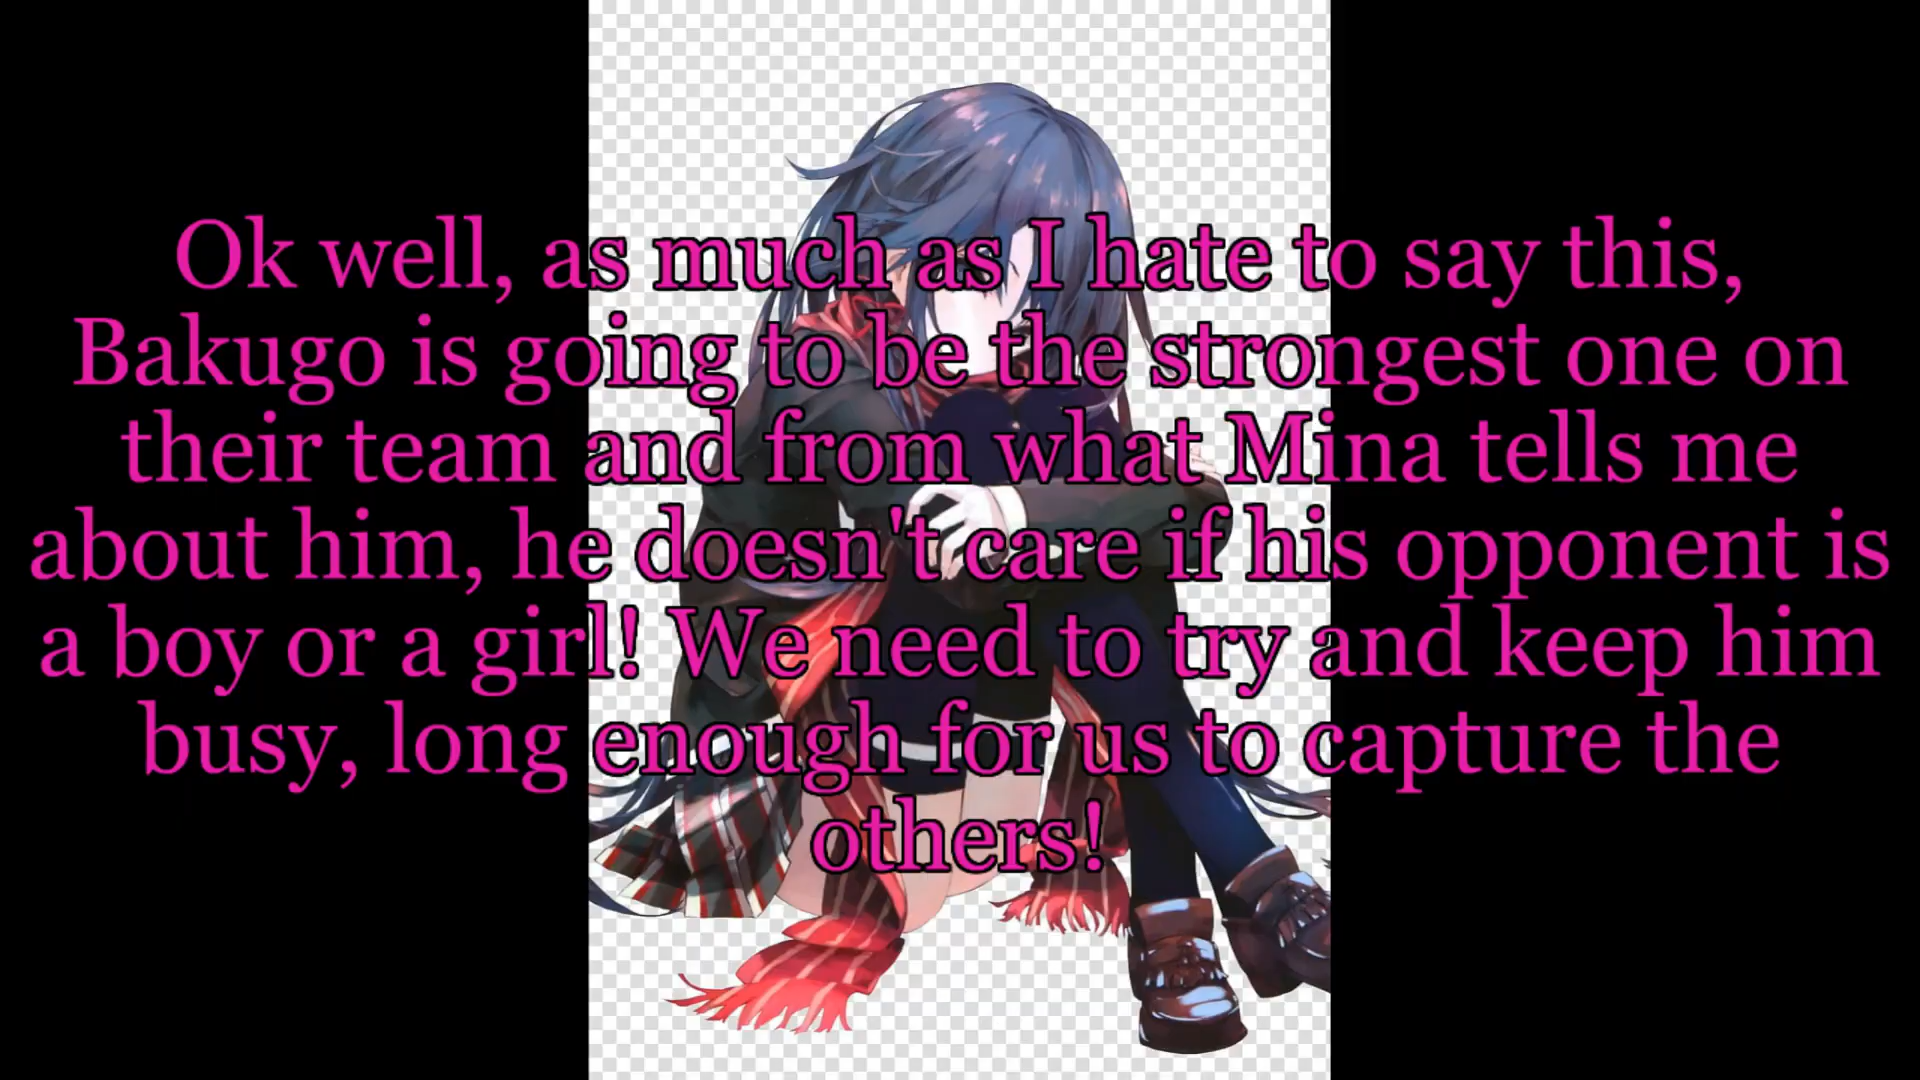 Ok well, as much as I hate to say this,
Bakugo is going to be the strongest one on
their team and from what Mina tells me
about him, he doesn't care if his opponent is
a boy or a girl! We need to try and keep him
busy, long enough for us to capture the
others!